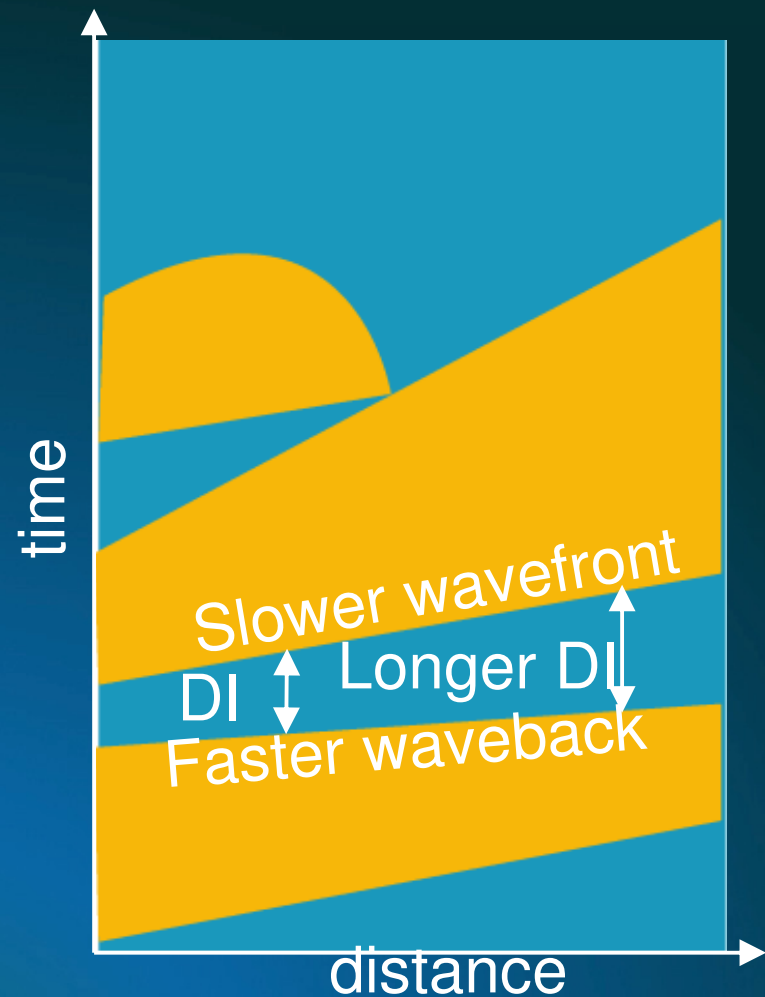 time
Slower wavefront
DI
Longer DI
Faster waveback
distance